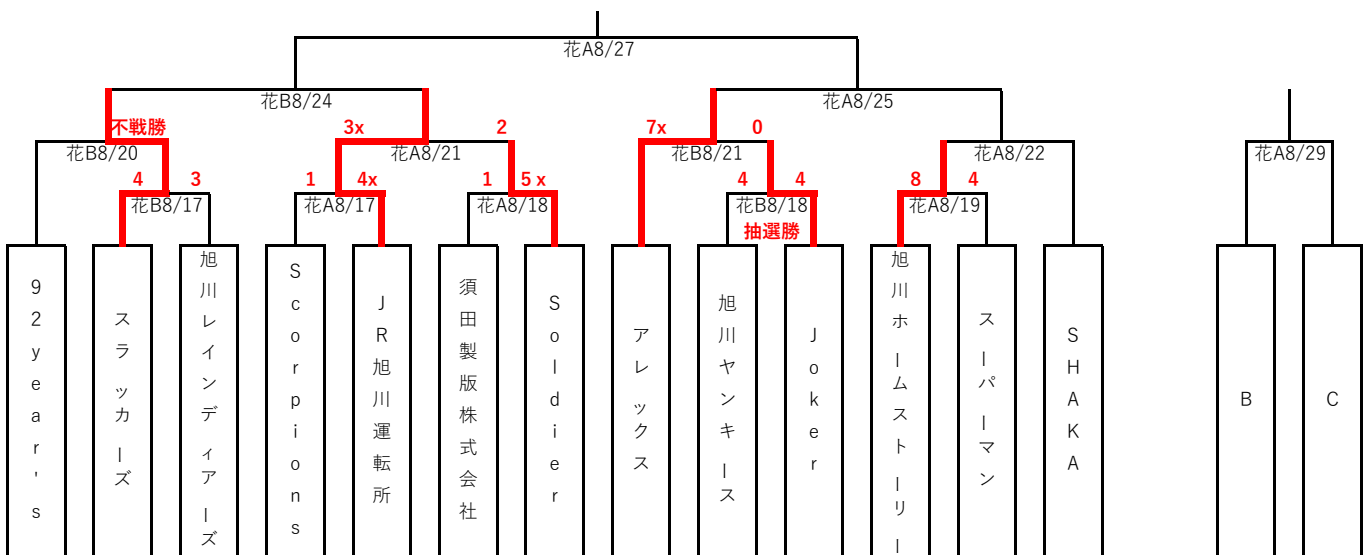 花A8/27
花B8/24
花A8/25
不戦勝
3x
2
7x
0
花B8/20
花A8/21
花B8/21
花A8/22
花A8/29
4
3
1
4x
1
5x
4
4
8
4
花B8/17
花A8/17
花A8/18
花B8/18
花A8/19
抽選勝
92year's
スラッカーズ
旭川レインディアーズ
Scorpions
JR旭川運転所
須田製版株式会社
Soldier
アレックス
旭川ヤンキース
Joker
旭川ホームストーリー
スーパーマン
SHAKA
B
C